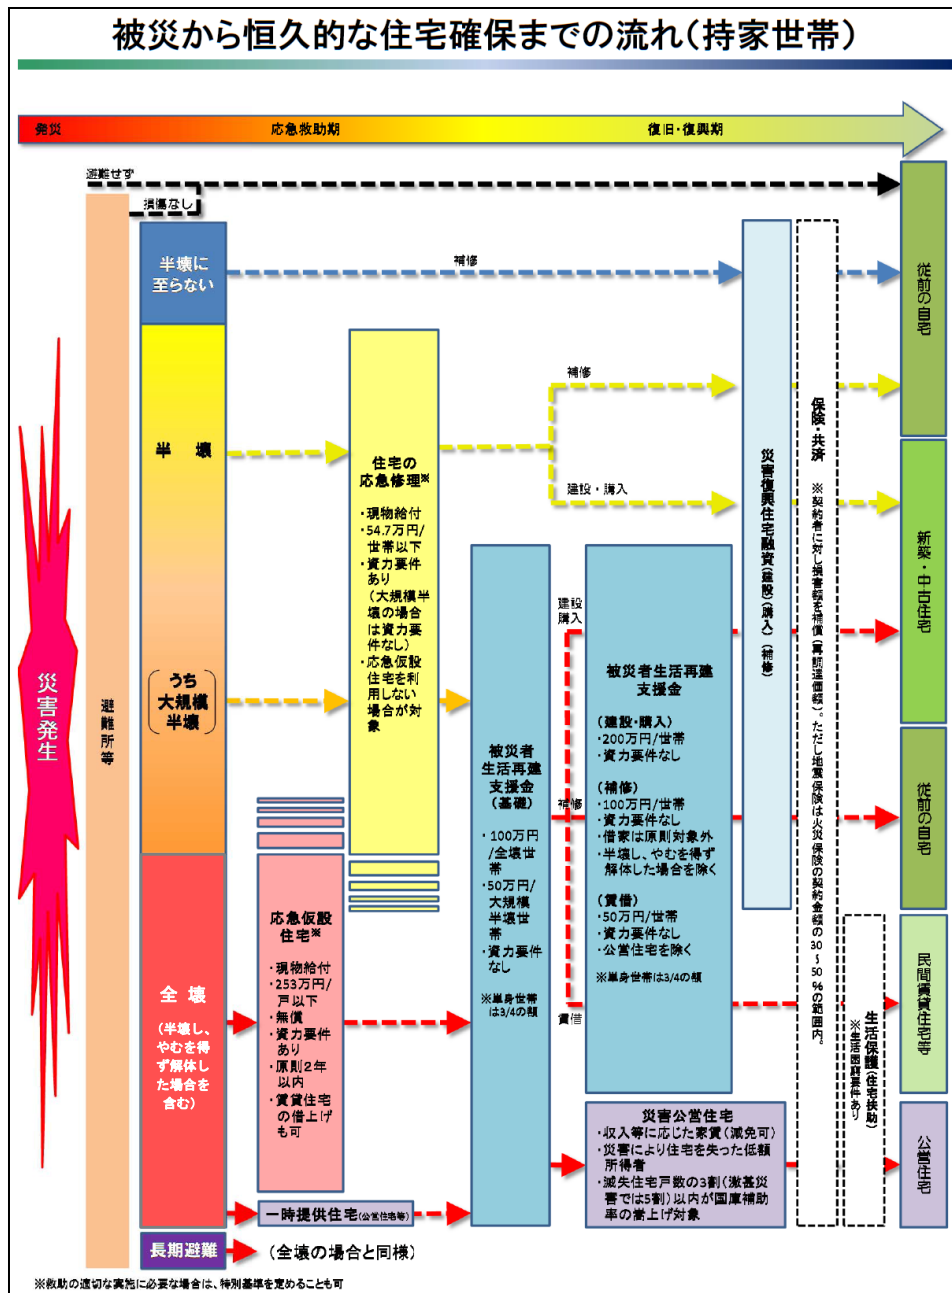 被災から恒久的な住宅確保までの流れ(持家世帯)
発災
応急救助期
復旧・復興期
避難せず
損傷なし
災害発生
避難所等
半壊に
至らない
補修
半 壊
うち
大規模
半壊
全 壊
(半壊し、
やむを得
ず解体し
た場合を
含む)
長期避難
(全壊の場合と同様)
住宅の
応急修理※
・現物給付
・54.7万円/
世帯以下
・資力要件
あり
(大規模半
壊の場合
は資力要
件なし)
・応急仮設
住宅を利
用しない
場合が対
象
応急仮設
住宅※
・現物給付
・253万円/
戸以下
・無償
・資力要件
あり
・原則2年
以内
・賃貸住宅
の借上げ
も可
一時提供住宅(公営住宅等)
補修
建設・購入
被災者
生活再建
支援金
(基礎)
・100万円
/全壊世
帯
・50万円/
大規模
半壊世
帯
・資力要件
なし
※単身世帯
は3/4の額
建設
購入
補修
賃借
被災者生活再建
支援金
(建設・購入)
・200万円/世帯
・資力要件なし
(補修)
・100万円/世帯
・資力要件なし
・借家は原則対象外
・半壊し、やむを得ず
解体した場合を除く
(賃借)
・50万円/世帯
・資力要件なし
・公営住宅を除く
※単身世帯は3/4の額
災害公営住宅
・収入等に応じた家賃(減免可)
・災害により住宅を失った低額
所得者
・滅失住宅戸数の3割(激甚災
害では5割)以内が国庫補助
率の嵩上げ対象
災害復興住宅融資(建設)(購入)(補修)
保険・共済 ※契約者に対し損害額を補償(再調達価額)。ただし地震保険は火災保険の契約金額の30~50%の範囲内。
生活保護(住宅扶助)
※生活困窮要件あり
従前の自宅
新築・中古住宅
従前の自宅
民間賃貸住宅等
公営住宅
※救助の適切な実施に必要な場合は、特別基準を定めることも可